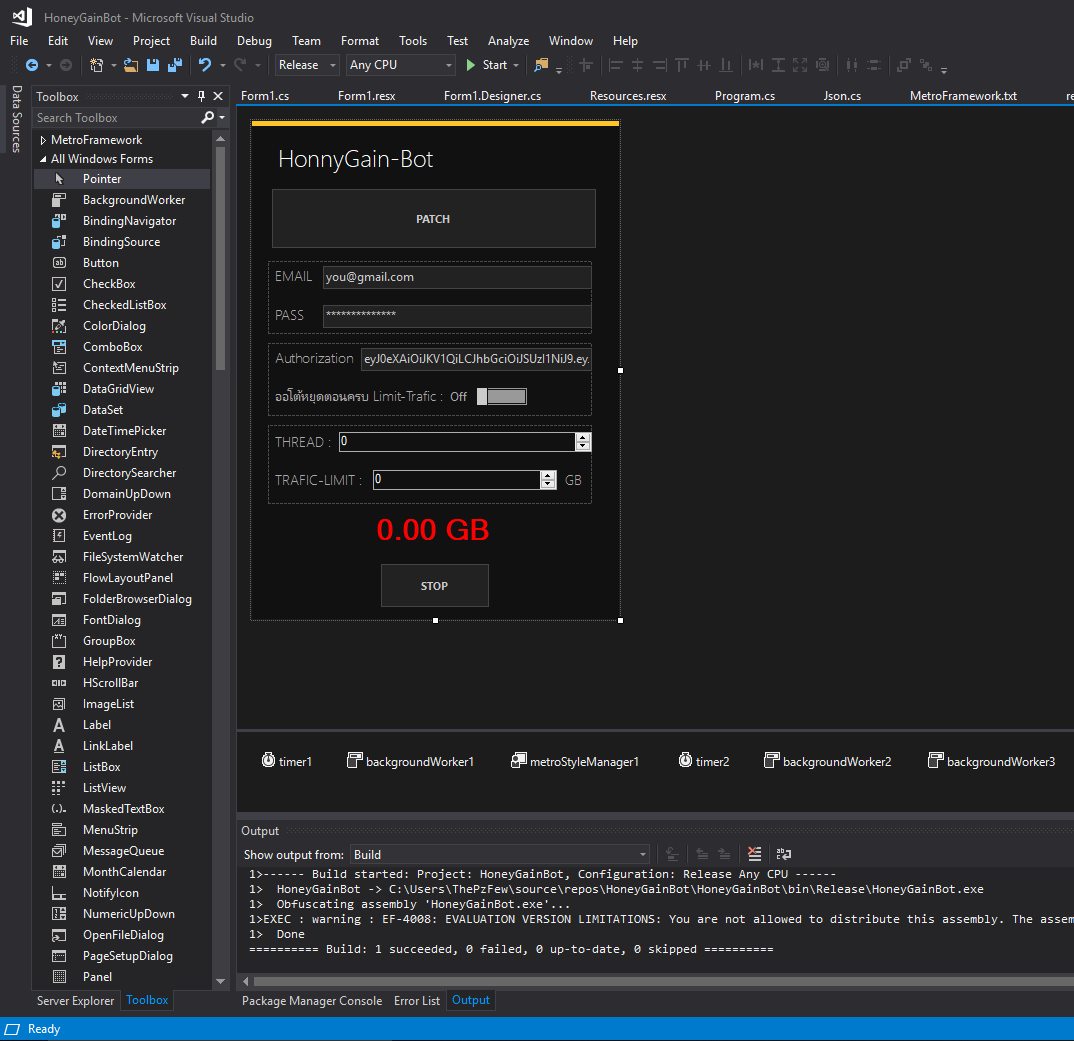 HoneyGainBot - Microsoft Visual Studio
File Edit View Project Build Debug Team Format Tools Test Analyze Window Help
Release Any CPU Start
Data Sources
Toolbox
Search Toolbox
MetroFramework
All Windows Forms
Pointer
BackgroundWorker
BindingNavigator
BindingSource
Button
CheckBox
CheckedListBox
ColorDialog
ComboBox
ContextMenuStrip
DataGridView
DataSet
DateTimePicker
DirectoryEntry
DirectorySearcher
DomainUpDown
ErrorProvider
EventLog
FileSystemWatcher
FlowLayoutPanel
FolderBrowserDialog
FontDialog
GroupBox
HelpProvider
HScrollBar
ImageList
Label
LinkLabel
ListBox
ListView
MaskedTextBox
MenuStrip
MessageQueue
MonthCalendar
NotifyIcon
NumericUpDown
OpenFileDialog
PageSetupDialog
Panel
Server Explorer Toolbox
Form1.cs Form1.resx Form1.Designer.cs Resources.resx Program.cs Json.cs MetroFramework.txt re
HonnyGain-Bot
PATCH
EMAIL you@gmail.com
PASS **************
Authorization eyJ0eXAiOiJKV1QiLCJhbGciOiJSUzI1NiJ9.ey.
ออโต้หยุดตอนครบ Limit-Trafic : Off
THREAD : 0
TRAFIC-LIMIT : 0 GB
0.00 GB
STOP
timer1 backgroundWorker1 metroStyleManager1 timer2 backgroundWorker2 backgroundWorker3
Output
Show output from: Build
1>------ Build started: Project: HoneyGainBot, Configuration: Release Any CPU ------
1>  HoneyGainBot -> C:\Users\ThePzFew\source\repos\HoneyGainBot\HoneyGainBot\bin\Release\HoneyGainBot.exe
1>  Obfuscating assembly 'HoneyGainBot.exe'...
1>EXEC : warning : EF-4008: EVALUATION VERSION LIMITATIONS: You are not allowed to distribute this assembly. The assem
1>  Done
========== Build: 1 succeeded, 0 failed, 0 up-to-date, 0 skipped ==========
Package Manager Console Error List Output
Ready